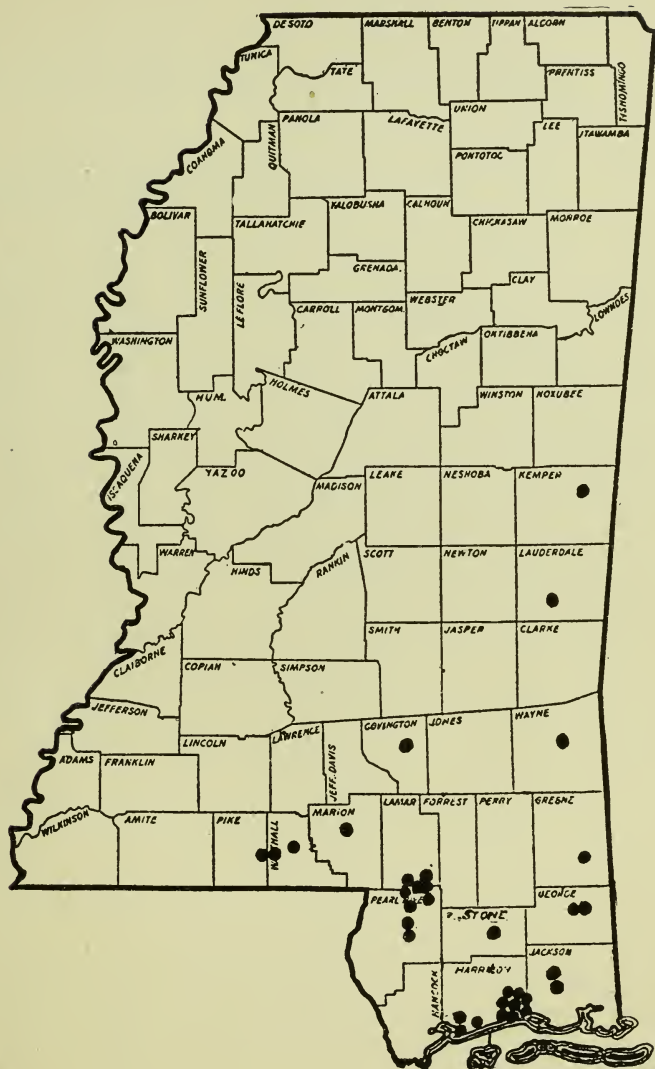 DE SOTO MARSHALL BENTON TIPPAH ALCORN
TUNICA TATE PRENTISS TISHOMINGO
PANOLA LAFAYETTE UNION LEE ITAWAMBA
COAHOMA QUITMAN PONTOTOC
BOLIVAR TALLAHATCHIE YALOBUSHA CALHOUN CHICKASAW MONROE
SUNFLOWER LEFLORE GRENADA. CLAY
CARROLL MONTGOM. WEBSTER LOWNDES
WASHINGTON CHOCTAW OKTIBBEHA
HUM. HOLMES ATTALA WINSTON NOXUBEE
SHARKEY
ISSAQUENA YAZOO MADISON LEAKE NESHOBA KEMPER
WARREN HINDS RANKIN SCOTT NEWTON LAUDERDALE
SMITH JASPER CLARKE
CLAIBORNE COPIAH SIMPSON
JEFFERSON LINCOLN LAWRENCE COVINGTON JONES WAYNE
ADAMS FRANKLIN JEFF. DAVIS
WILKINSON AMITE PIKE WALTHALL MARION LAMAR FORREST PERRY GREENE
PEARL STONE GEORGE
HANCOCK HARRISON JACKSON